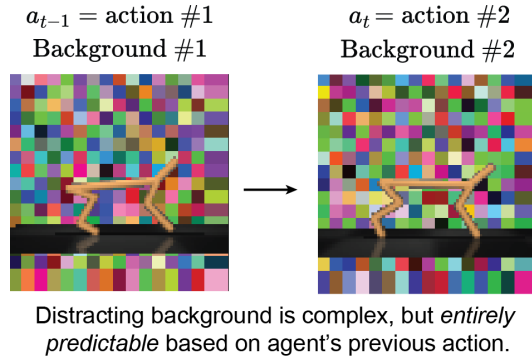 a_{t-1} = action #1
Background #1
a_t = action #2
Background #2
Distracting background is complex, but entirely
predictable based on agent's previous action.